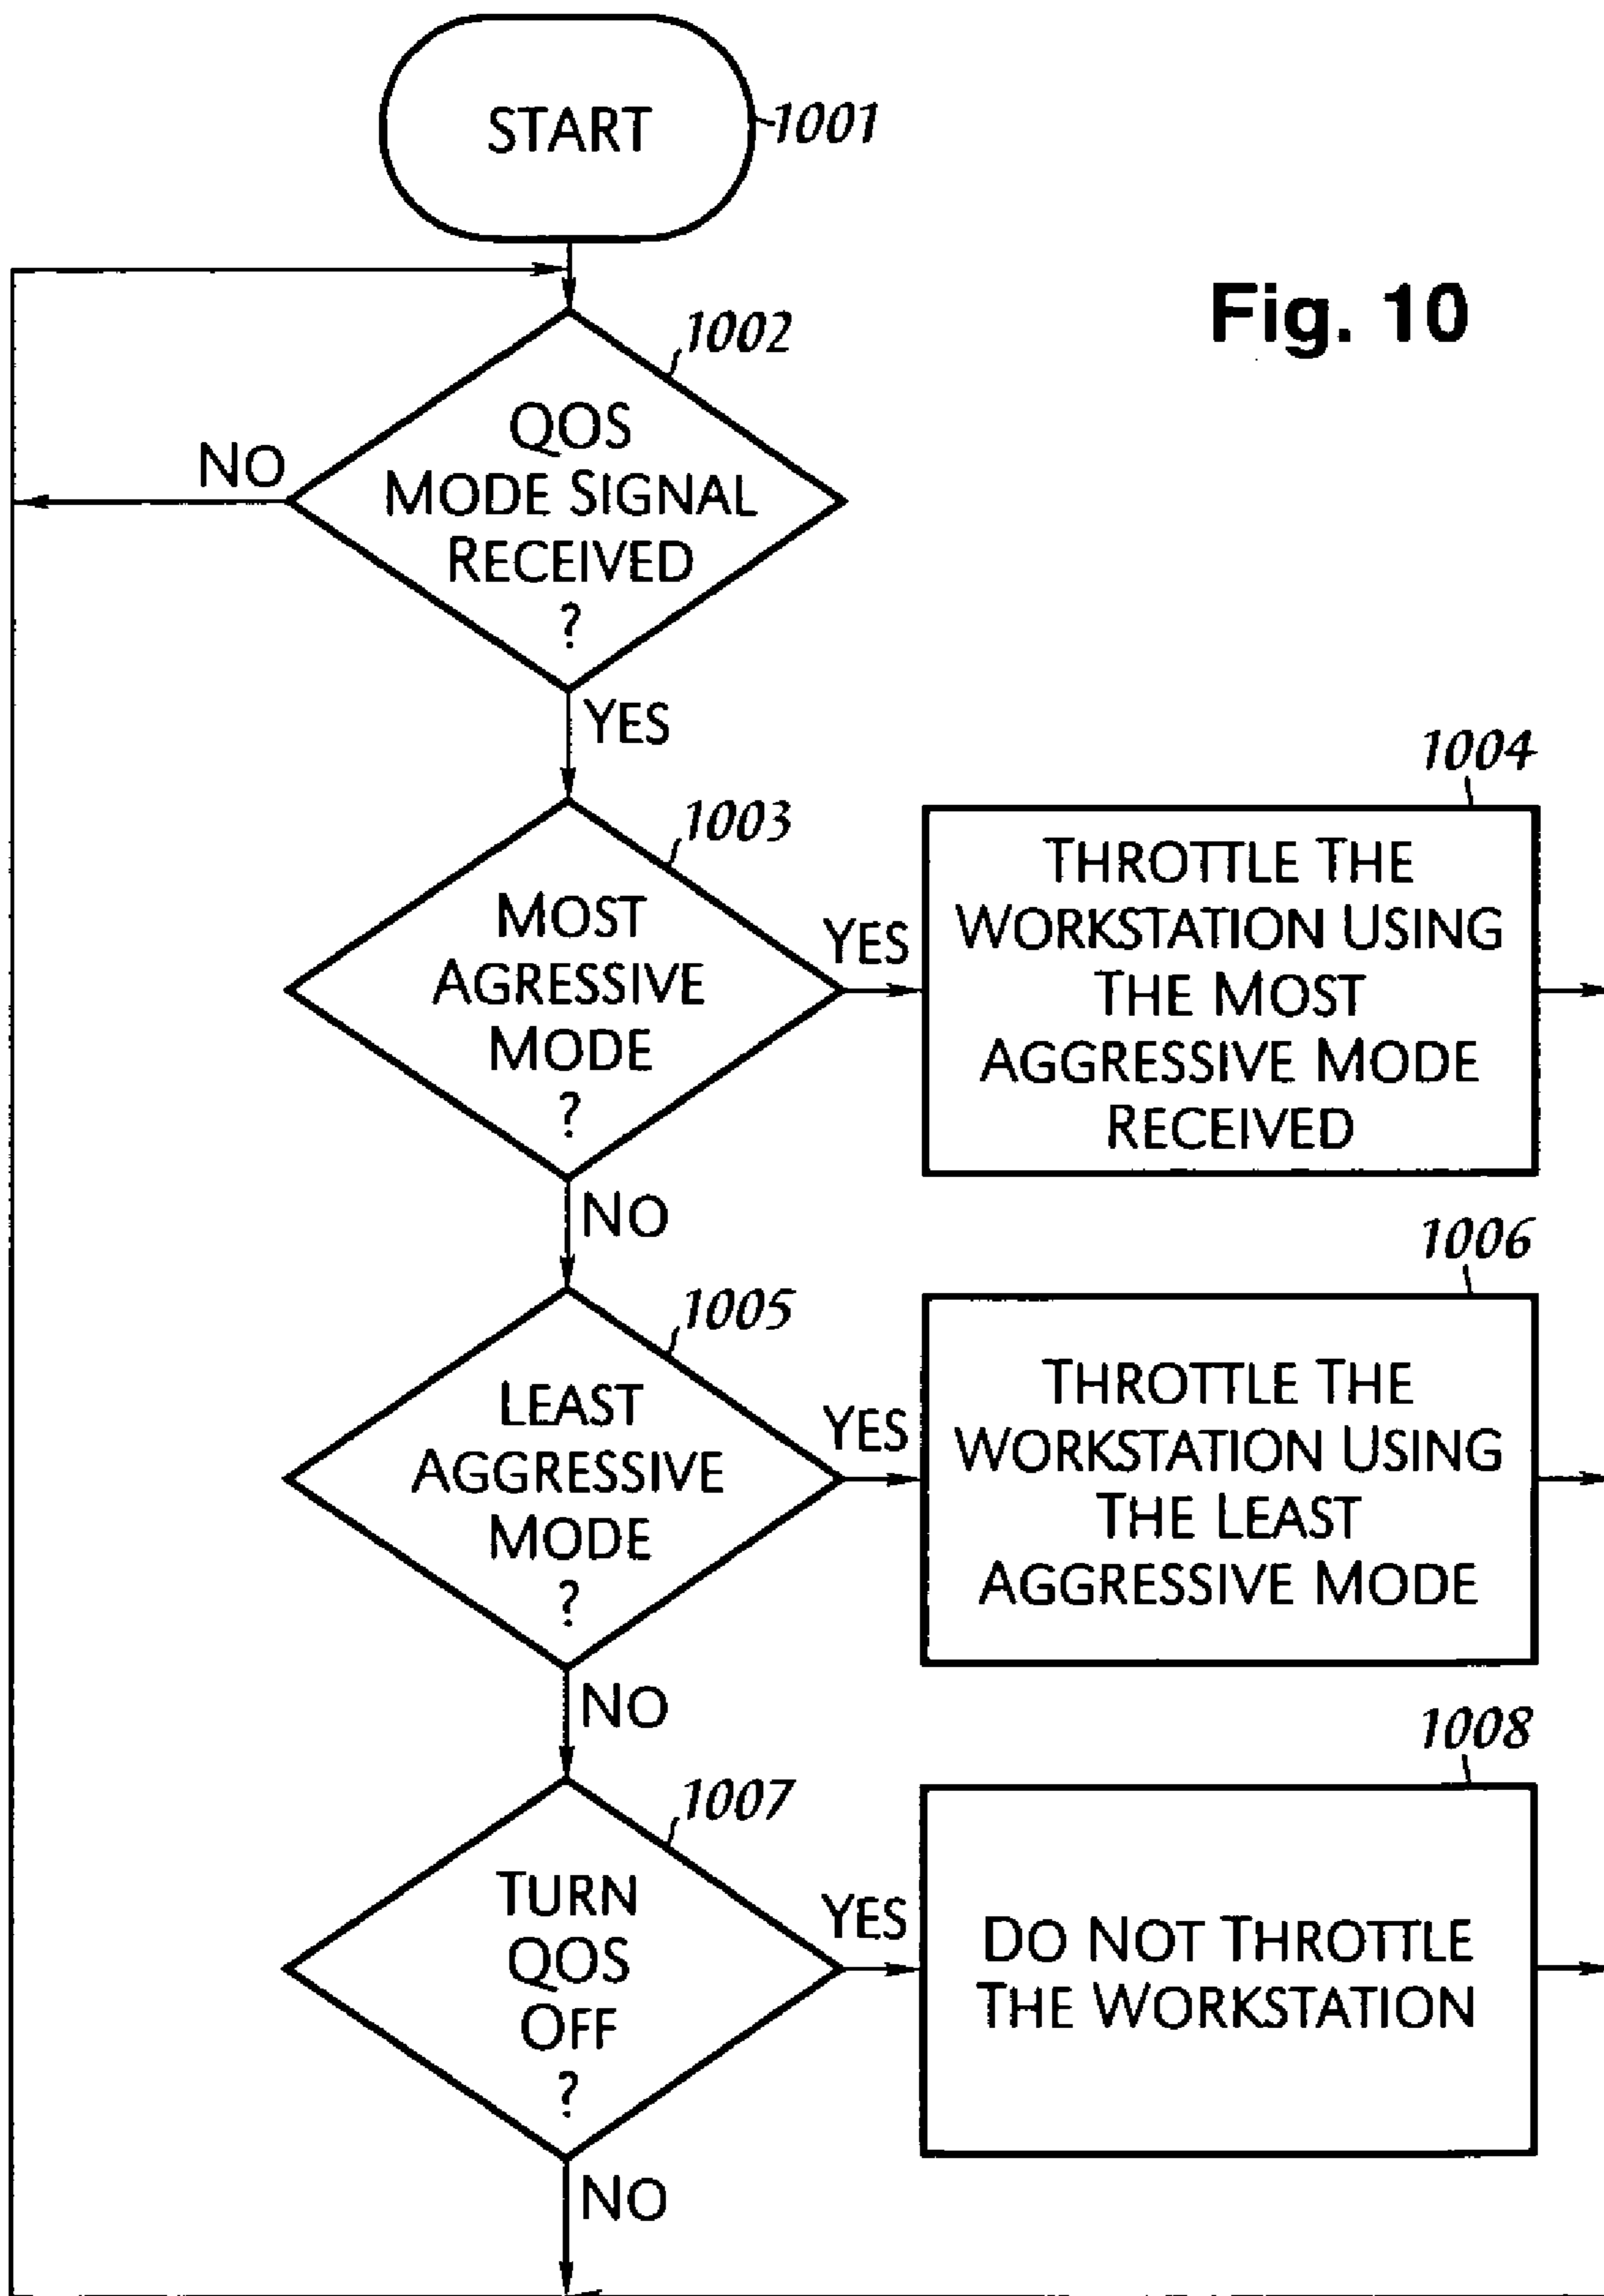 START
1001
Fig. 10
1002
QOS
MODE SIGNAL
RECEIVED
?
NO
YES
1003
MOST
AGRESSIVE
MODE
?
YES
1004
THROTTLE THE
WORKSTATION USING
THE MOST
AGGRESSIVE MODE
RECEIVED
NO
1005
LEAST
AGGRESSIVE
MODE
?
YES
1006
THROTTLE THE
WORKSTATION USING
THE LEAST
AGGRESSIVE MODE
NO
1007
TURN
QOS
OFF
?
YES
1008
DO NOT THROTTLE
THE WORKSTATION
NO